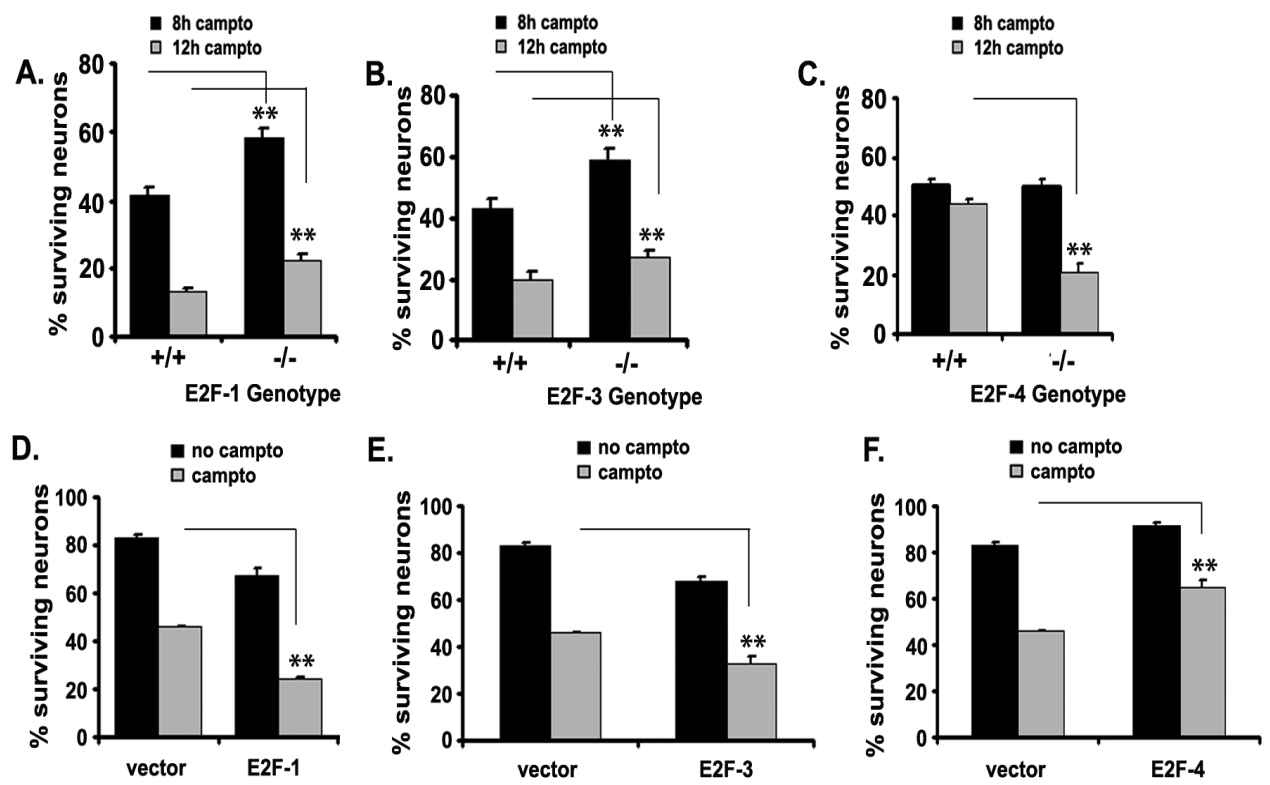 A.
8h campto
12h campto
% surviving neurons
80
60
40
20
0
**
**
+/+ -/-
E2F-1 Genotype
B.
8h campto
12h campto
% surviving neurons
80
60
40
20
0
**
**
+/+ -/-
E2F-3 Genotype
C.
8h campto
12h campto
% surviving neurons
80
60
40
20
0
**
+/+ -/-
E2F-4 Genotype
D.
no campto
campto
% surviving neurons
100
80
60
40
20
0
**
vector E2F-1
E.
no campto
campto
% surviving neurons
100
80
60
40
20
0
**
vector E2F-3
F.
no campto
campto
% surviving neurons
100
80
60
40
20
0
**
vector E2F-4